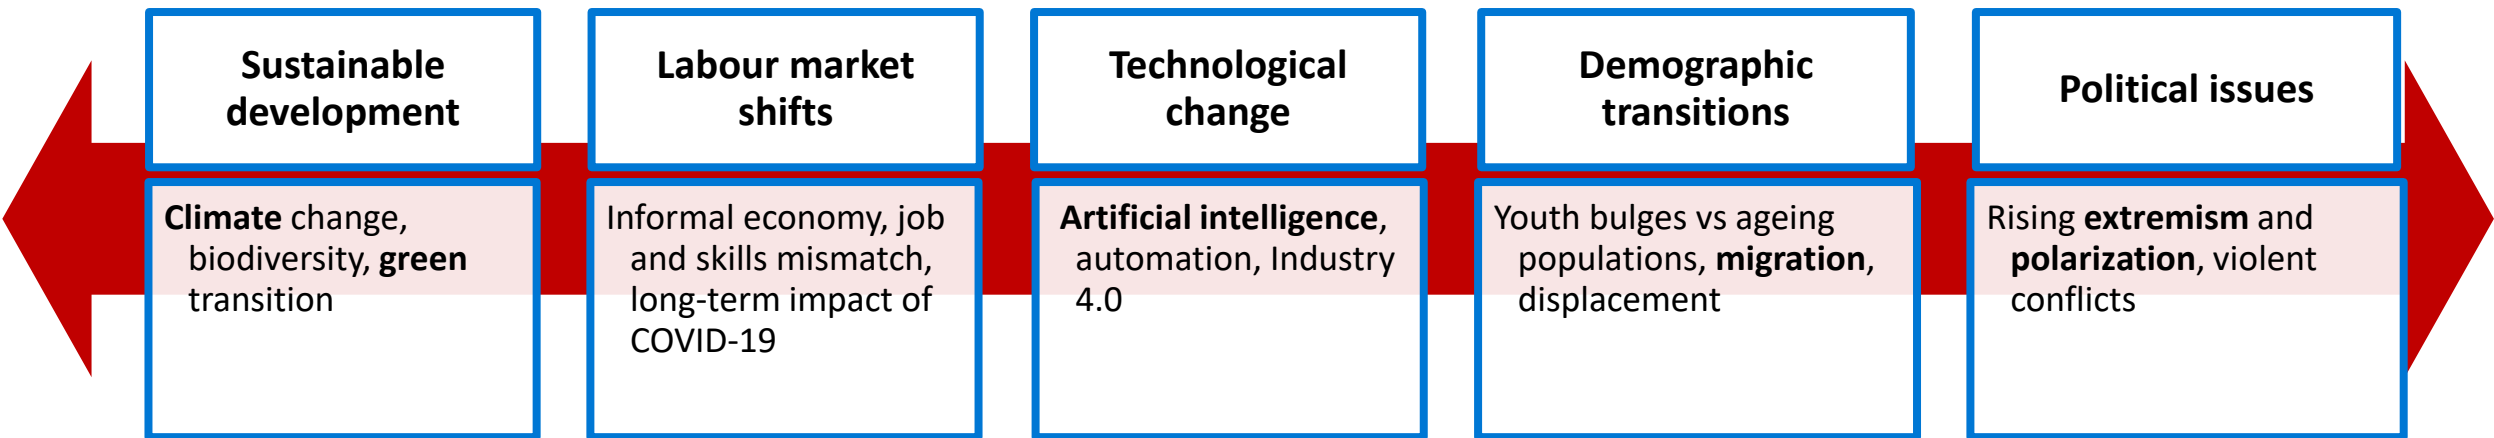 Sustainable
development
Climate change,
biodiversity, green
transition
Labour market
shifts
Informal economy, job
and skills mismatch,
long-term impact of
COVID-19
Technological
change
Artificial intelligence,
automation, Industry
4.0
Demographic
transitions
Youth bulges vs ageing
populations, migration,
displacement
Political issues
Rising extremism and
polarization, violent
conflicts